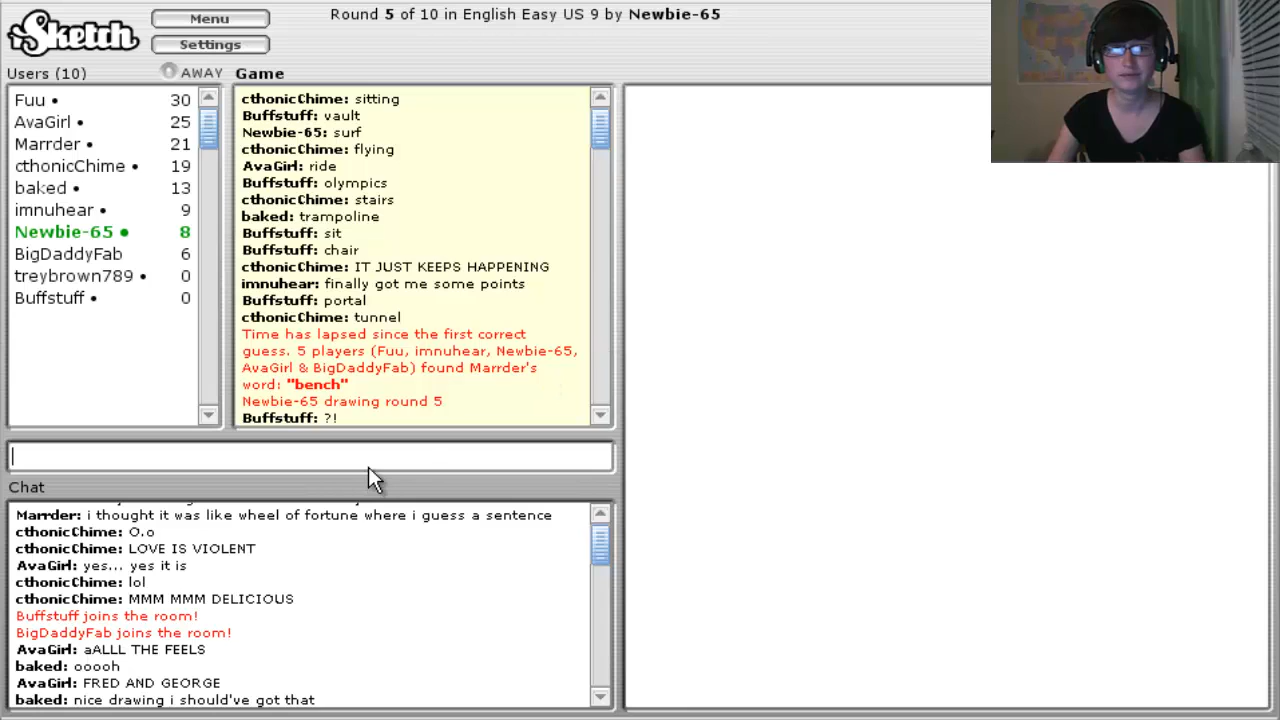 iSketch
Menu
Settings
Round 5 of 10 in English Easy US 9 by Newbie-65
Users (10)
AWAY
Game
Fuu • 30
AvaGirl • 25
Marrder • 21
cthonicChime • 19
baked • 13
imnuhear • 9
Newbie-65 • 8
BigDaddyFab 6
treybrown789 • 0
Buffstuff • 0
cthonicChime: sitting
Buffstuff: vault
Newbie-65: surf
cthonicChime: flying
AvaGirl: ride
Buffstuff: olympics
cthonicChime: stairs
baked: trampoline
Buffstuff: sit
Buffstuff: chair
cthonicChime: IT JUST KEEPS HAPPENING
imnuhear: finally got me some points
Buffstuff: portal
cthonicChime: tunnel
Time has lapsed since the first correct
guess. 5 players (Fuu, imnuhear, Newbie-65,
AvaGirl & BigDaddyFab) found Marrder's
word: "bench"
Newbie-65 drawing round 5
Buffstuff: ?!
Chat
Marrder: i thought it was like wheel of fortune where i guess a sentence
cthonicChime: O.o
cthonicChime: LOVE IS VIOLENT
AvaGirl: yes... yes it is
cthonicChime: lol
cthonicChime: MMM MMM DELICIOUS
Buffstuff joins the room!
BigDaddyFab joins the room!
AvaGirl: aALLL THE FEELS
baked: ooooh
AvaGirl: FRED AND GEORGE
baked: nice drawing i should've got that